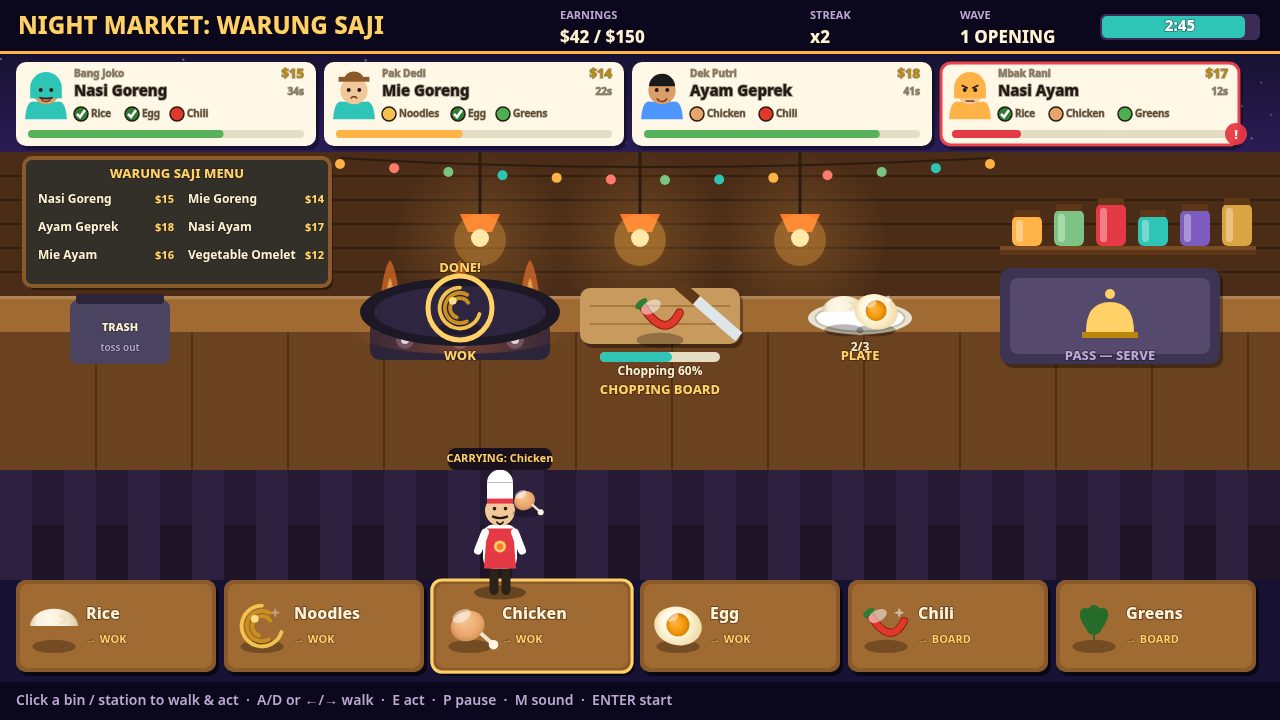 NIGHT MARKET: WARUNG SAJI
EARNINGS
$42 / $150
STREAK
x2
WAVE
1 OPENING
2:45
Bang Joko
$15
Nasi Goreng
34s
Rice
Egg
Chili
Pak Dedi
$14
Mie Goreng
22s
Noodles
Egg
Greens
Dek Putri
$18
Ayam Geprek
41s
Chicken
Chili
Mbak Rani
$17
Nasi Ayam
12s
Rice
Chicken
Greens
!
WARUNG SAJI MENU
Nasi Goreng $15 Mie Goreng $14
Ayam Geprek $18 Nasi Ayam $17
Mie Ayam $16 Vegetable Omelet $12
TRASH
toss out
DONE!
WOK
Chopping 60%
CHOPPING BOARD
2/3
PLATE
PASS — SERVE
CARRYING: Chicken
Rice
→ WOK
Noodles
→ WOK
Chicken
→ WOK
Egg
→ WOK
Chili
→ BOARD
Greens
→ BOARD
Click a bin / station to walk & act · A/D or ←/→ walk · E act · P pause · M sound · ENTER start